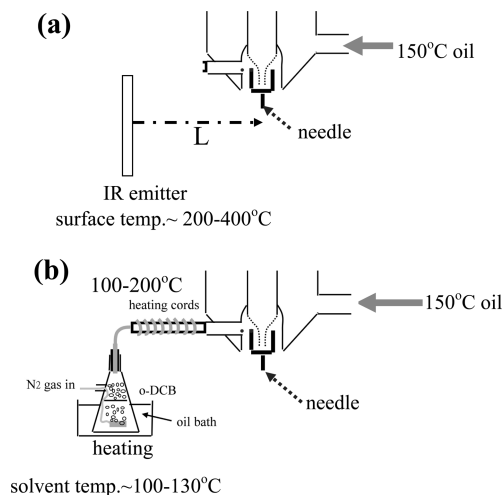 (a)
150°C oil
needle
L
IR emitter
surface temp.~ 200-400°C
(b)
100-200°C
heating cords
150°C oil
N2 gas in
o-DCB
oil bath
needle
heating
solvent temp.~100-130°C